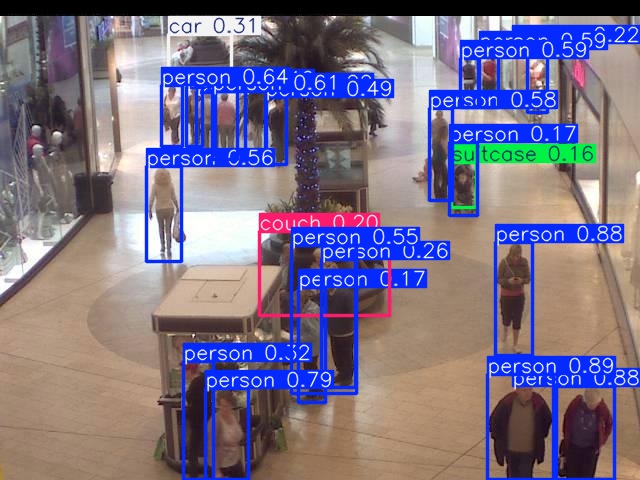 car 0.31
0.22
person 0.59
person 0.64
0.61
0.49
person 0.58
person 0.17
suitcase 0.16
person 0.56
couch 0.20
person 0.88
person 0.55
person 0.26
person 0.17
person 0.52
person 0.79
person 0.89
person 0.88